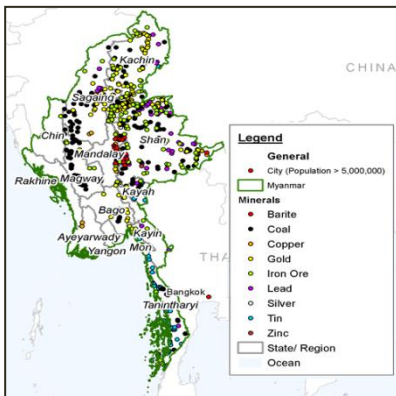 Kachin
CHINA
Sagaing
Chin
Shan
Mandalay
Magway
Rakhine
Kayah
Bago
Ayeyarwady
Kayin
Yangon
Mon
THA
Bangkok
Tanintharyi
Legend
General
City (Population > 5,000,000)
Myanmar
Minerals
Barite
Coal
Copper
Gold
Iron Ore
Lead
Silver
Tin
Zinc
State/ Region
Ocean